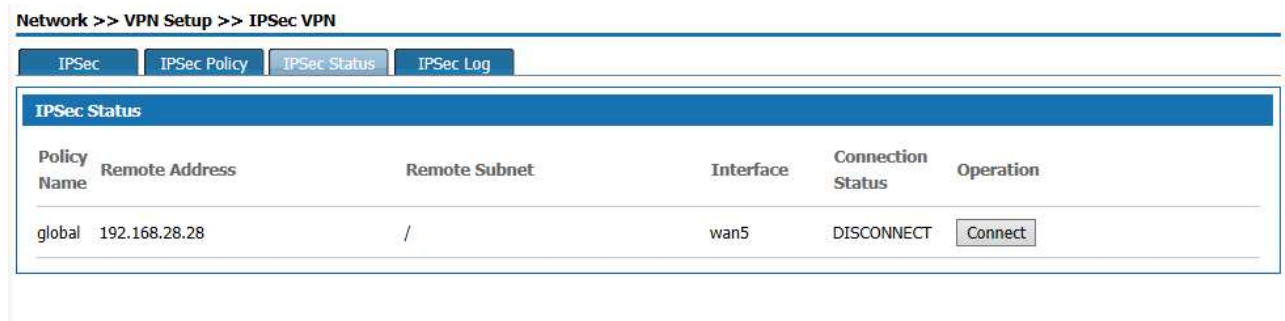 Network >> VPN Setup >> IPSec VPN
IPSec IPSec Policy IPSec Status IPSec Log
IPSec Status
Policy Name Remote Address Remote Subnet Interface Connection Status Operation
global 192.168.28.28 / wan5 DISCONNECT Connect